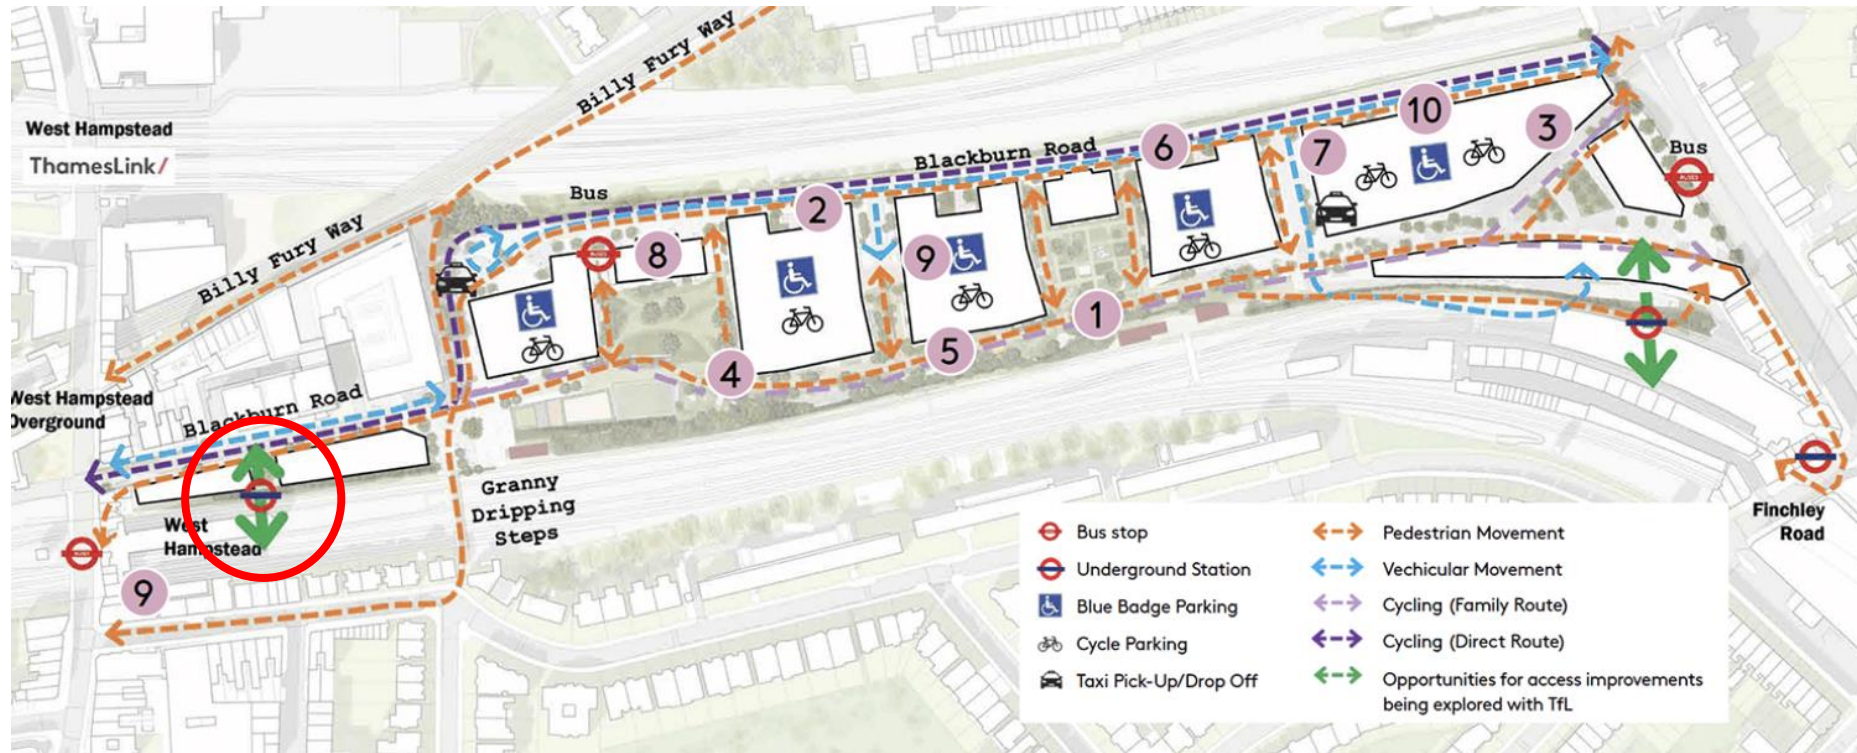 Billy Fury Way
West Hampstead
ThamesLink/
Billy Fury Way
Bus
Blackburn Road
Bus
10
3
6
7
2
8
9
1
5
4
BUSES
BUSES
West Hampstead
Overground
Blackburn Road
West
Hampstead
BUSES
9
Granny
Dripping
Steps
Finchley
Road
Bus stop
Underground Station
Blue Badge Parking
Cycle Parking
Taxi Pick-Up/Drop Off
Pedestrian Movement
Vechicular Movement
Cycling (Family Route)
Cycling (Direct Route)
Opportunities for access improvements
being explored with TfL